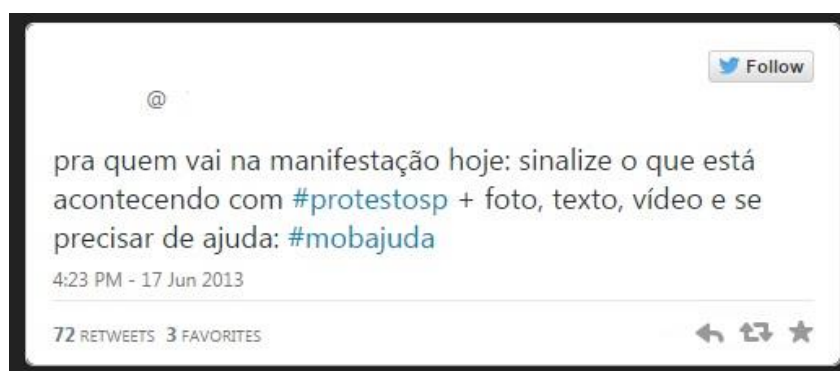 Follow
@
pra quem vai na manifestação hoje: sinalize o que está
acontecendo com #protestosp + foto, texto, vídeo e se
precisar de ajuda: #mobajuda
4:23 PM - 17 Jun 2013
72 RETWEETS 3 FAVORITES